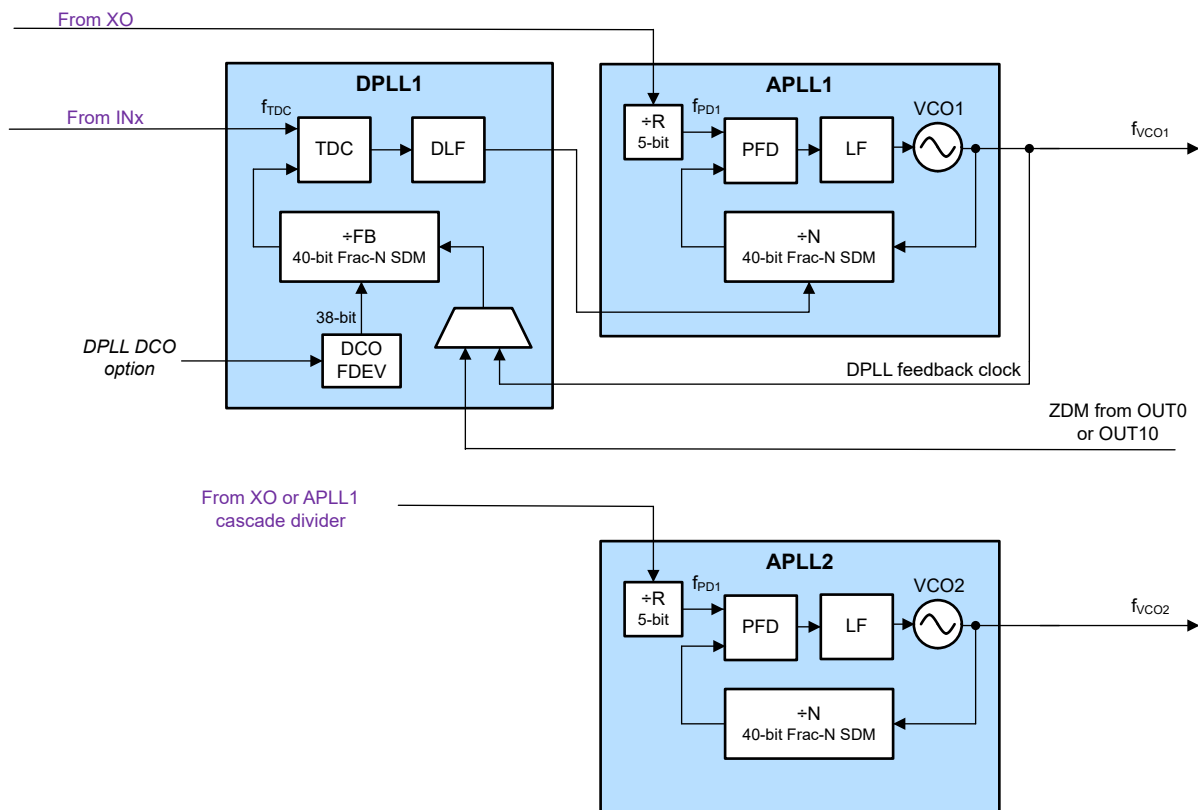 From XO
DPLL1
APLL1
From INx
fTDC
TDC
DLF
÷R
5-bit
fPD1
PFD
LF
VCO1
fVCO1
÷FB
40-bit Frac-N SDM
÷N
40-bit Frac-N SDM
38-bit
DPLL DCO
option
DCO
FDEV
DPLL feedback clock
ZDM from OUT0
or OUT10
From XO or APLL1
cascade divider
APLL2
÷R
5-bit
fPD1
PFD
LF
VCO2
fVCO2
÷N
40-bit Frac-N SDM